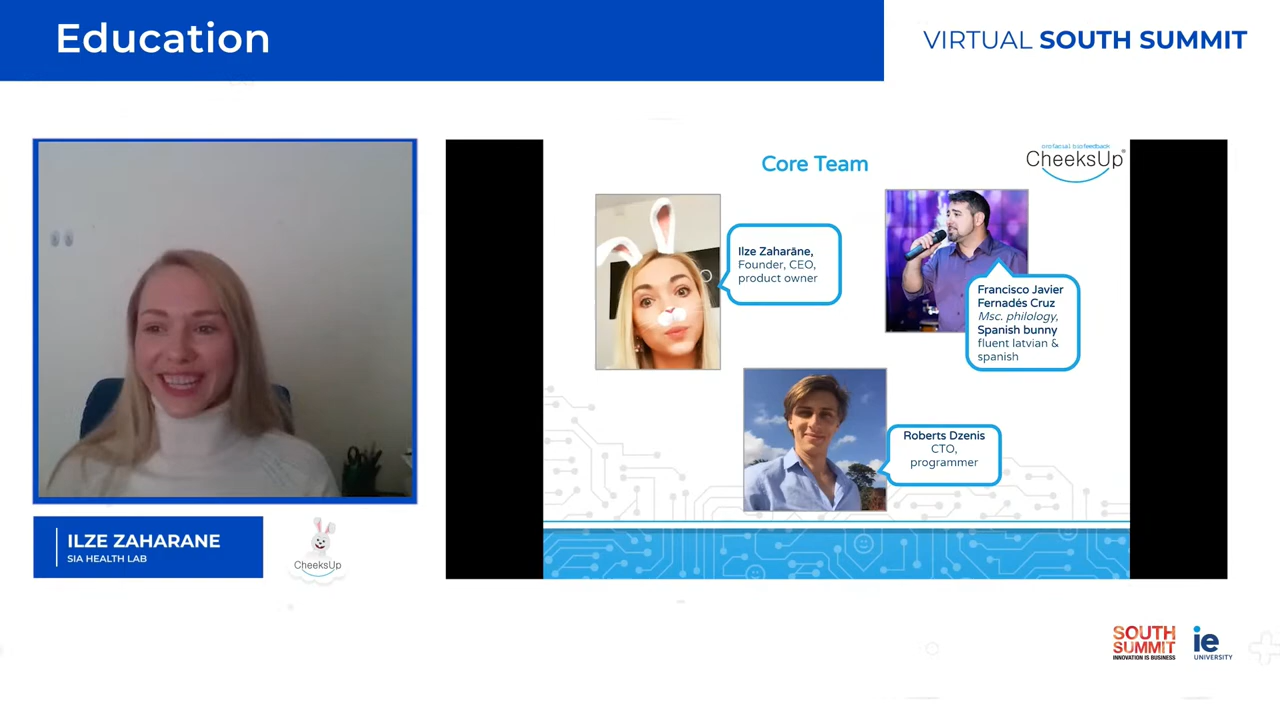 Education
VIRTUAL SOUTH SUMMIT
Core Team
orofacial biofeedback
CheeksUp®
Ilze Zaharāne,
Founder, CEO,
product owner
Francisco Javier
Fernadés Cruz
Msc. philology,
Spanish bunny
fluent latvian &
spanish
Roberts Dzenis
CTO,
programmer
ILZE ZAHARANE
SIA HEALTH LAB
CheeksUp
SOUTH
SUMMIT
INNOVATION IS BUSINESS
ie
UNIVERSITY